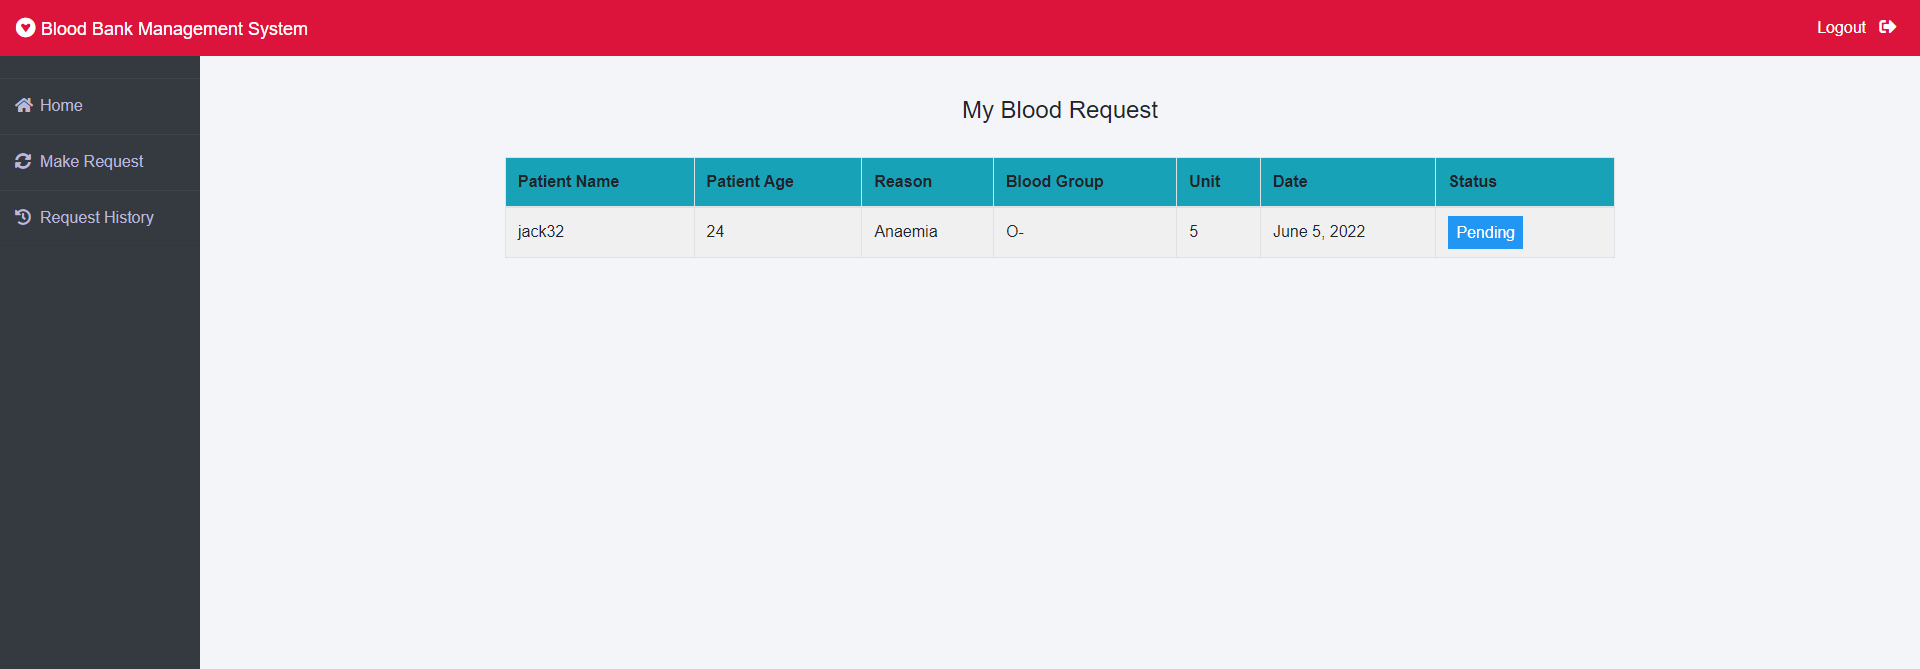 Blood Bank Management System
Logout
Home
Make Request
Request History
My Blood Request
Patient Name Patient Age Reason Blood Group Unit Date Status
jack32 24 Anaemia O- 5 June 5, 2022 Pending